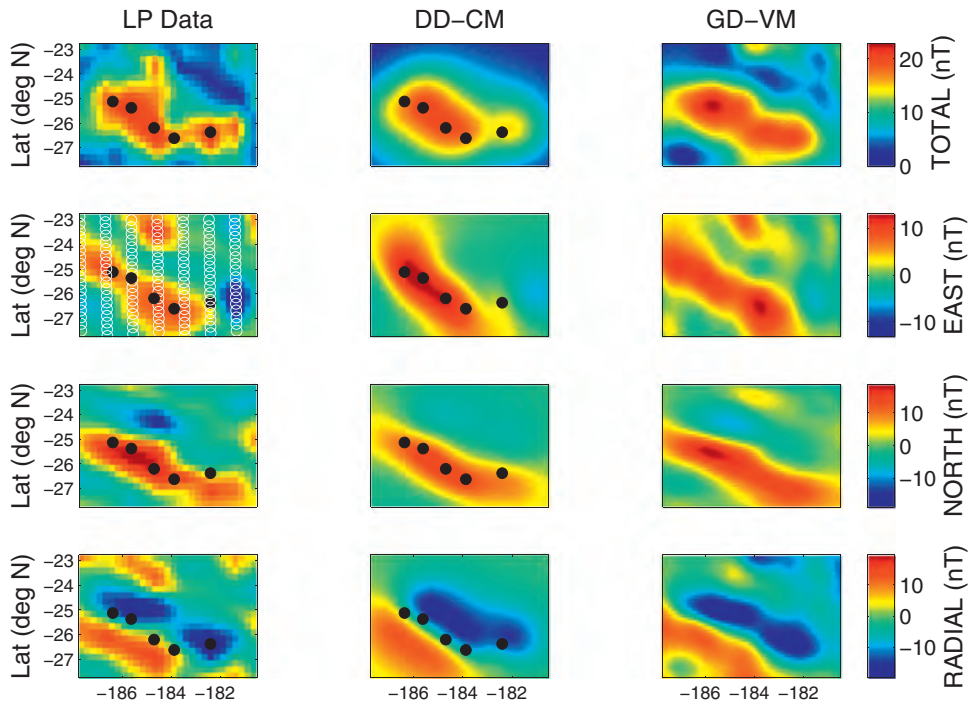 LP Data DD−CM GD−VM
Lat (deg N) −23 −24 −25 −26 −27 20 10 0 TOTAL (nT)
Lat (deg N) −23 −24 −25 −26 −27 10 0 −10 EAST (nT)
Lat (deg N) −23 −24 −25 −26 −27 10 0 −10 NORTH (nT)
Lat (deg N) −23 −24 −25 −26 −27 10 0 −10 RADIAL (nT)
−186 −184 −182 −186 −184 −182 −186 −184 −182